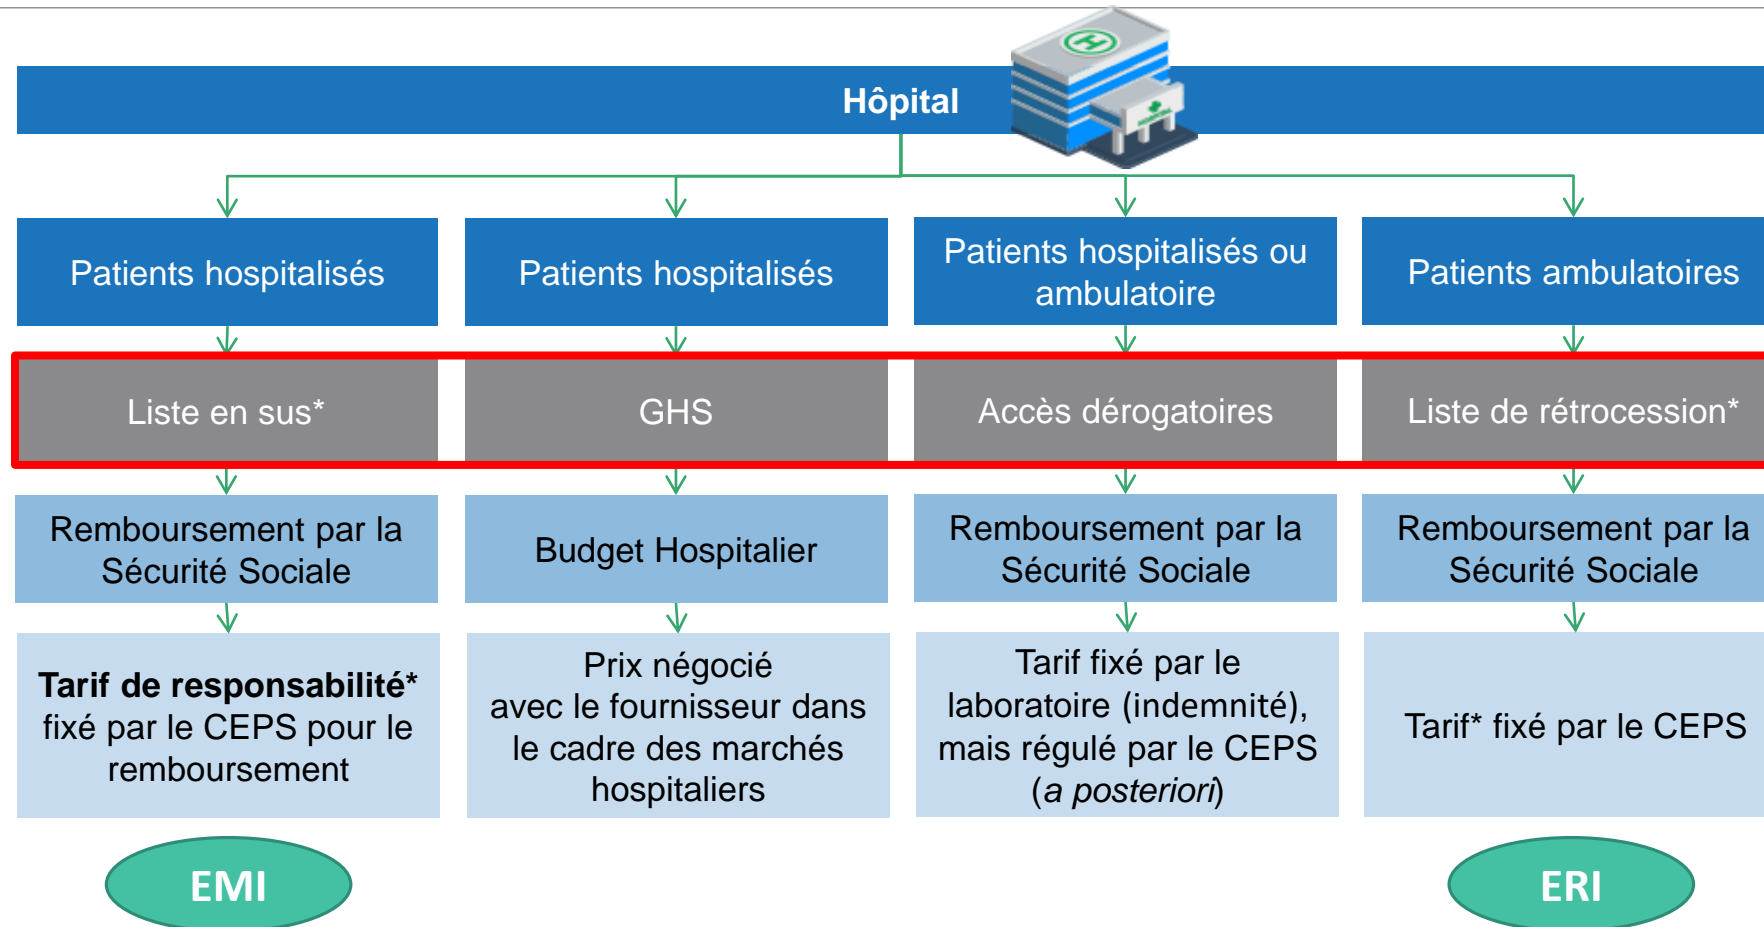 Hôpital
Patients hospitalisés
Patients hospitalisés
Patients hospitalisés ou
ambulatoire
Patients ambulatoires
Liste en sus*
GHS
Accès dérogatoires
Liste de rétrocession*
Remboursement par la
Sécurité Sociale
Budget Hospitalier
Remboursement par la
Sécurité Sociale
Remboursement par la
Sécurité Sociale
Tarif de responsabilité*
fixé par le CEPS pour le
remboursement
Prix négocié
avec le fournisseur dans
le cadre des marchés
hospitaliers
Tarif fixé par le
laboratoire (indemnité),
mais régulé par le CEPS
(a posteriori)
Tarif* fixé par le CEPS
EMI
ERI